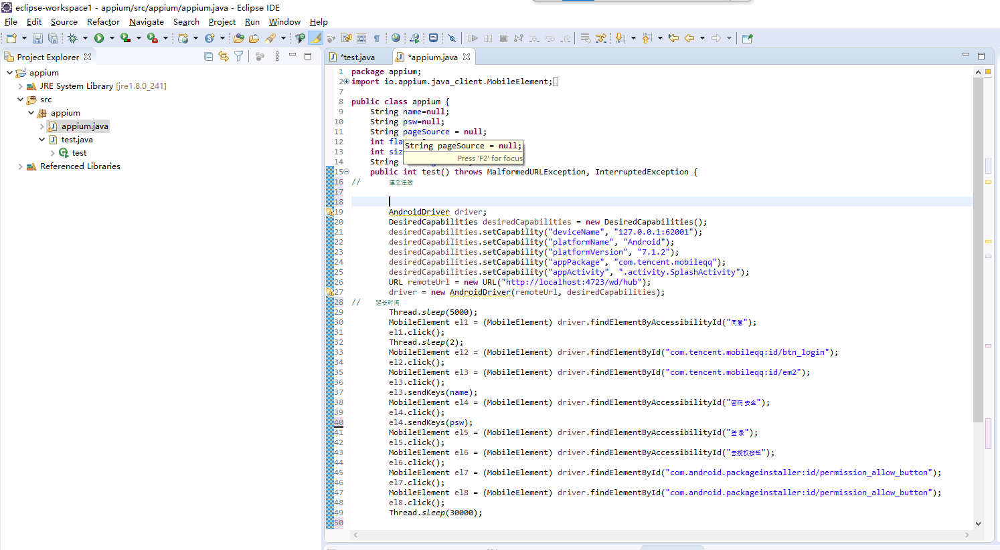 eclipse-workspace1 - appium/src/appium/appium.java - Eclipse IDE
File Edit Source Refactor Navigate Search Project Run Window Help
Project Explorer
*test.java
*appium.java
appium
JRE System Library [jre1.8.0_241]
src
appium
appium.java
test.java
test
Referenced Libraries
1 package appium;
2 import io.appium.java_client.MobileElement;
7
8 public class appium {
9 String name=null;
10 String psw=null;
11 String pageSource = null;
12 int fla
13 int siz
14 String
String pageSource = null;
Press 'F2' for focus
15 public int test() throws MalformedURLException, InterruptedException {
16 // 建立连接
17
18
19 AndroidDriver driver;
20 DesiredCapabilities desiredCapabilities = new DesiredCapabilities();
21 desiredCapabilities.setCapability("deviceName", "127.0.0.1:62001");
22 desiredCapabilities.setCapability("platformName", "Android");
23 desiredCapabilities.setCapability("platformVersion", "7.1.2");
24 desiredCapabilities.setCapability("appPackage", "com.tencent.mobileqq");
25 desiredCapabilities.setCapability("appActivity", ".activity.SplashActivity");
26 URL remoteUrl = new URL("http://localhost:4723/wd/hub");
27 driver = new AndroidDriver(remoteUrl, desiredCapabilities);
28 // 延长时间
29 Thread.sleep(5000);
30 MobileElement el1 = (MobileElement) driver.findElementByAccessibilityId("同意");
31 el1.click();
32 Thread.sleep(2);
33 MobileElement el2 = (MobileElement) driver.findElementById("com.tencent.mobileqq:id/btn_login");
34 el2.click();
35 MobileElement el3 = (MobileElement) driver.findElementById("com.tencent.mobileqq:id/em2");
36 el3.click();
37 el3.sendKeys(name);
38 MobileElement el4 = (MobileElement) driver.findElementByAccessibilityId("密码 安全");
39 el4.click();
40 el4.sendKeys(psw);
41 MobileElement el5 = (MobileElement) driver.findElementByAccessibilityId("登 录");
42 el5.click();
43 MobileElement el6 = (MobileElement) driver.findElementByAccessibilityId("去授权按钮");
44 el6.click();
45 MobileElement el7 = (MobileElement) driver.findElementById("com.android.packageinstaller:id/permission_allow_button");
46 el7.click();
47 MobileElement el8 = (MobileElement) driver.findElementById("com.android.packageinstaller:id/permission_allow_button");
48 el8.click();
49 Thread.sleep(30000);
50